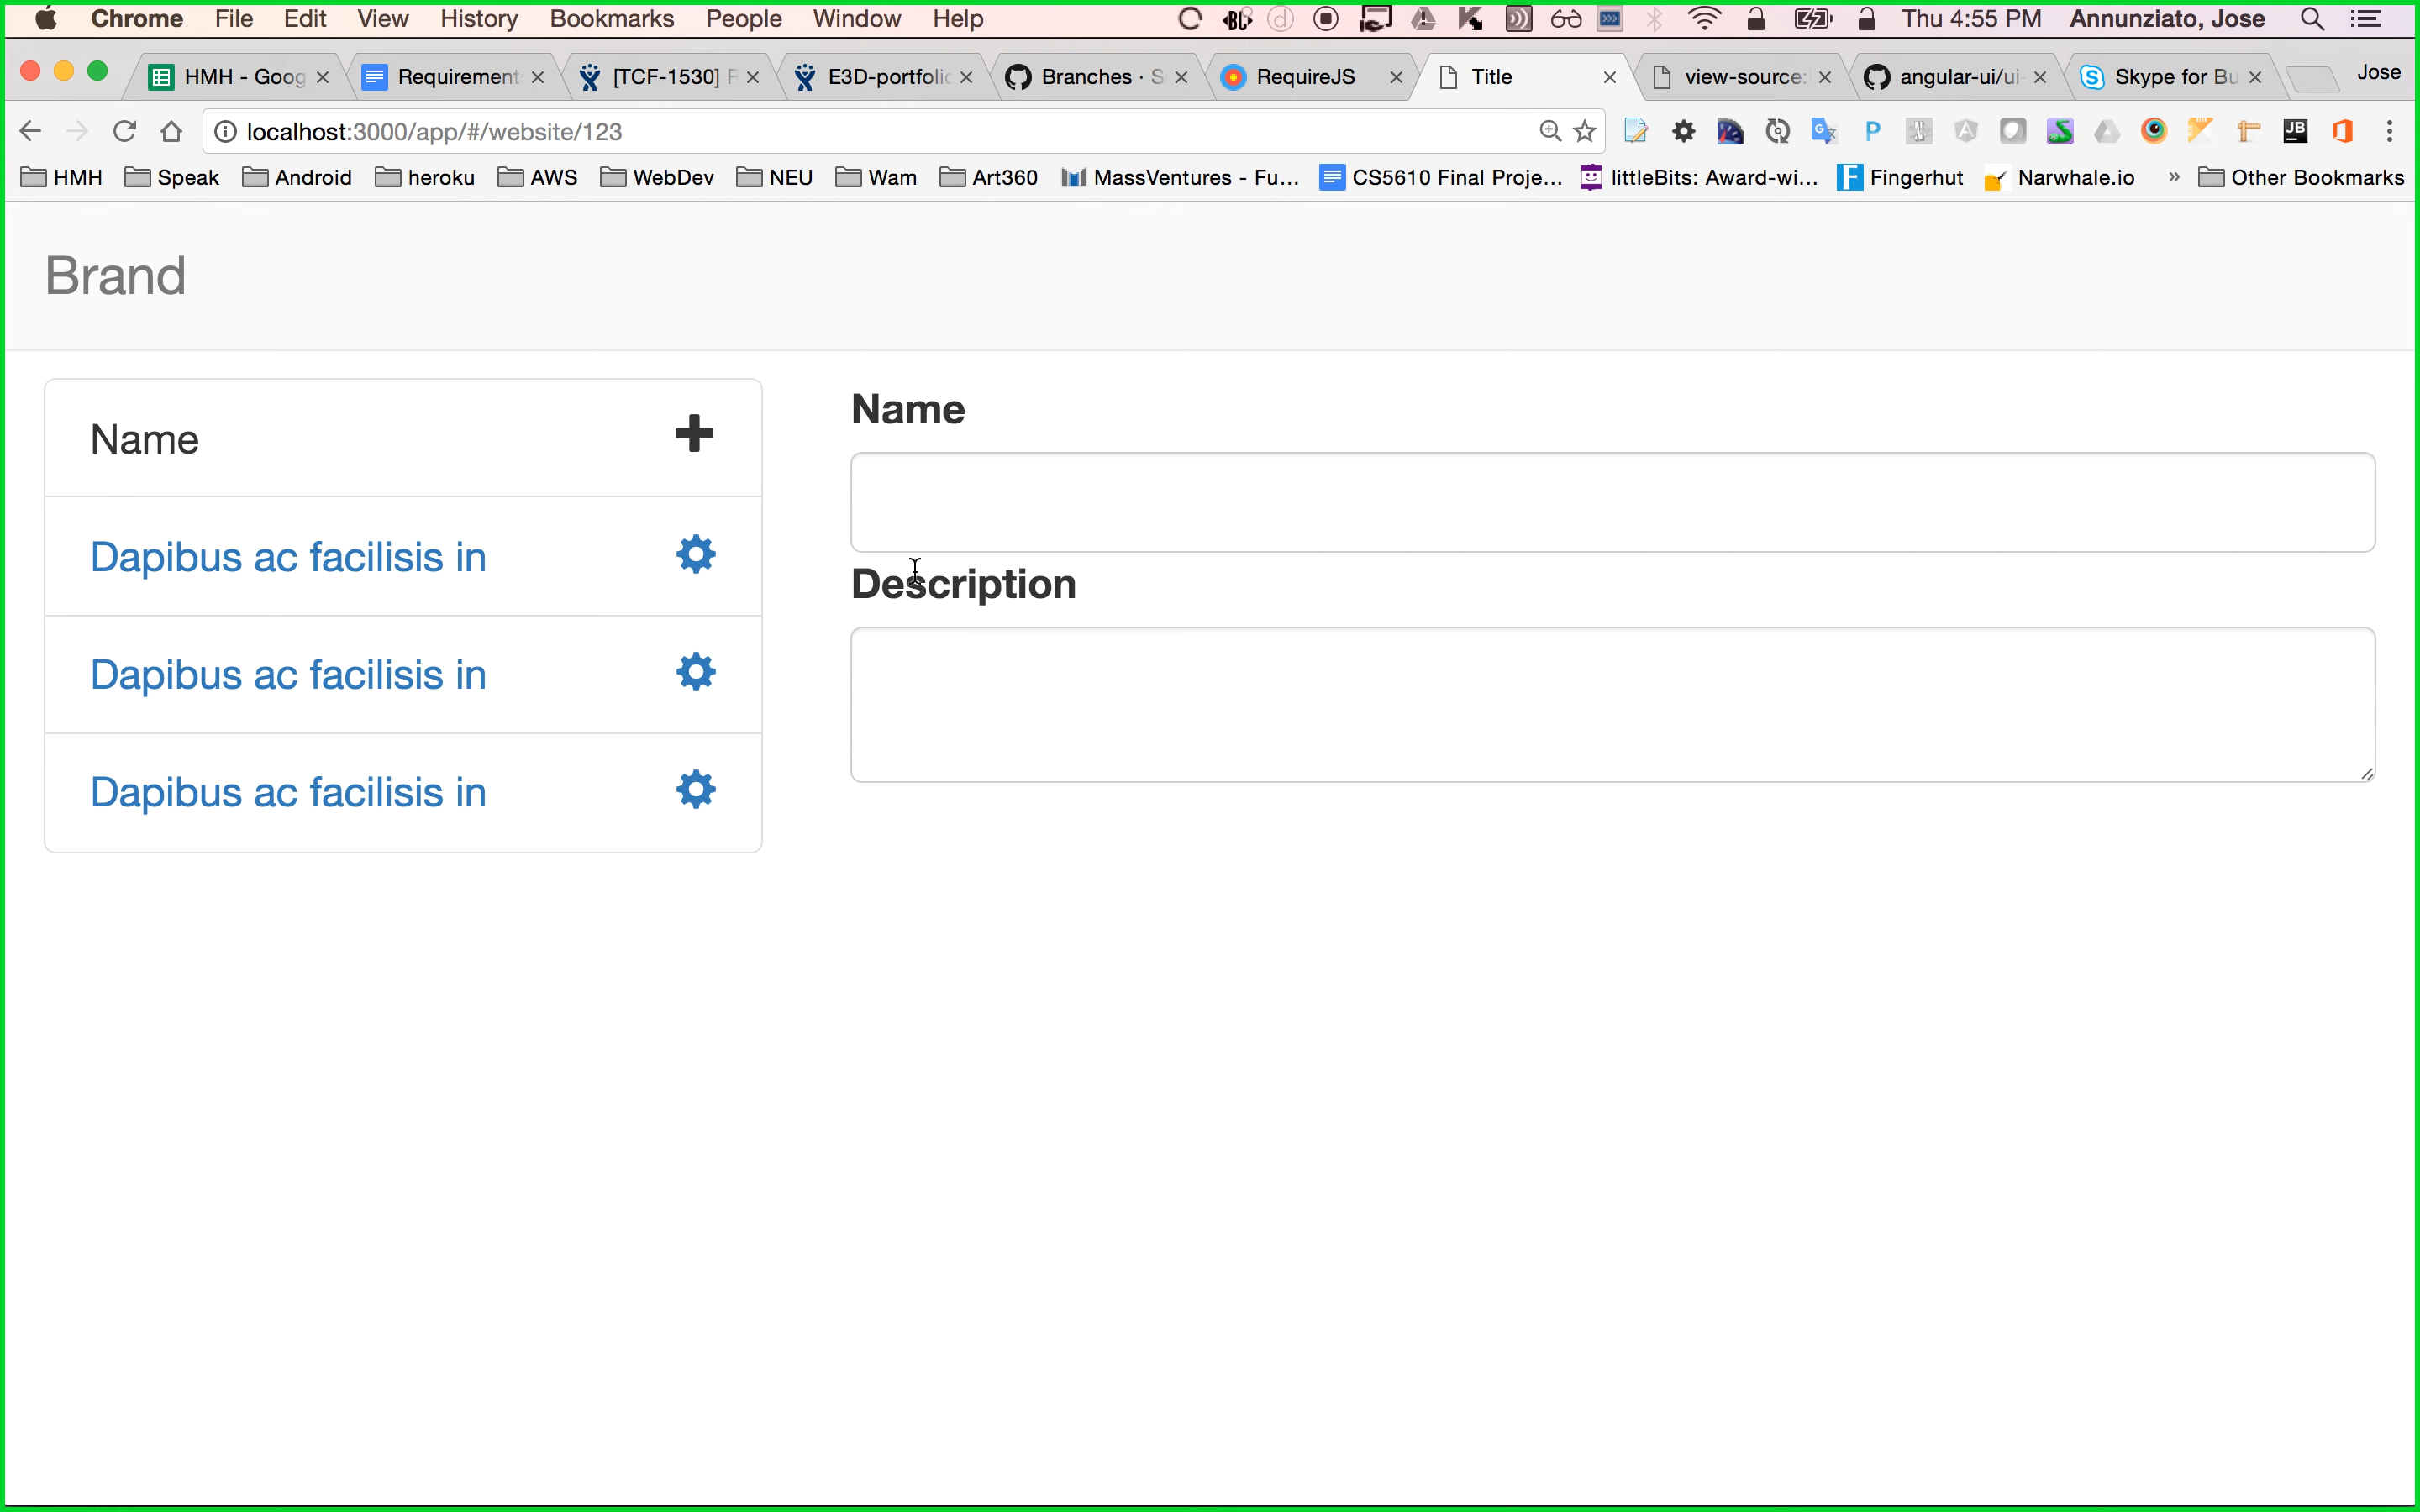 Chrome File Edit View History Bookmarks People Window Help Thu 4:55 PM Annunziato, Jose
HMH - Goog Requirement [TCF-1530] F E3D-portfolio Branches · S RequireJS Title view-source: angular-ui/ui- Skype for Bu Jose
localhost:3000/app/#/website/123
HMH Speak Android heroku AWS WebDev NEU Wam Art360 MassVentures - Fu... CS5610 Final Proje... littleBits: Award-wi... Fingerhut Narwhale.io » Other Bookmarks
Brand
Name
Dapibus ac facilisis in
Dapibus ac facilisis in
Dapibus ac facilisis in
Name
Description